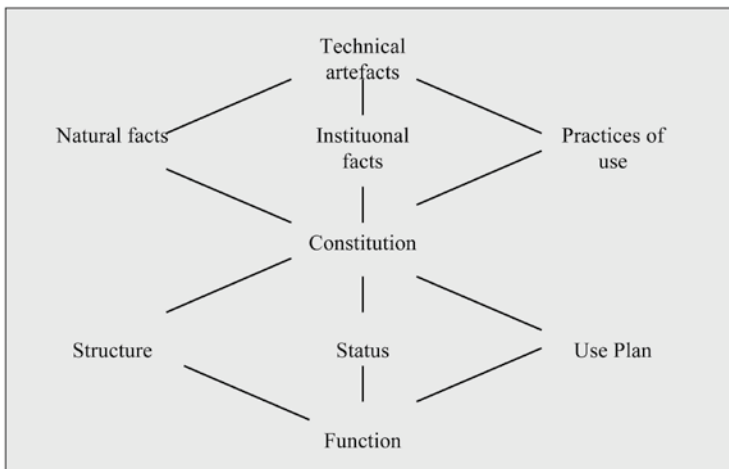 Technical
artefacts
Natural facts
Instituonal
facts
Practices of
use
Constitution
Structure
Status
Use Plan
Function